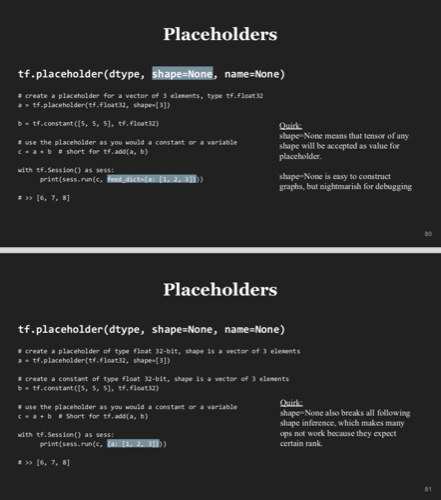 Placeholders
tf.placeholder(dtype, shape=None, name=None)
# create a placeholder for a vector of 3 elements, type tf.float32
a = tf.placeholder(tf.float32, shape=[3])
b = tf.constant([5, 5, 5], tf.float32)
# use the placeholder as you would a constant or a variable
c = a + b  # short for tf.add(a, b)
with tf.Session() as sess:
print(sess.run(c, feed_dict={a: [1, 2, 3]}))
# >> [6, 7, 8]
Quirk:
shape=None means that tensor of any
shape will be accepted as value for
placeholder.
shape=None is easy to construct
graphs, but nightmarish for debugging
80
Placeholders
tf.placeholder(dtype, shape=None, name=None)
# create a placeholder of type float 32-bit, shape is a vector of 3 elements
a = tf.placeholder(tf.float32, shape=[3])
# create a constant of type float 32-bit, shape is a vector of 3 elements
b = tf.constant([5, 5, 5], tf.float32)
# use the placeholder as you would a constant or a variable
c = a + b  # Short for tf.add(a, b)
with tf.Session() as sess:
print(sess.run(c, {a: [1, 2, 3]}))
# >> [6, 7, 8]
Quirk:
shape=None also breaks all following
shape inference, which makes many
ops not work because they expect
certain rank.
81